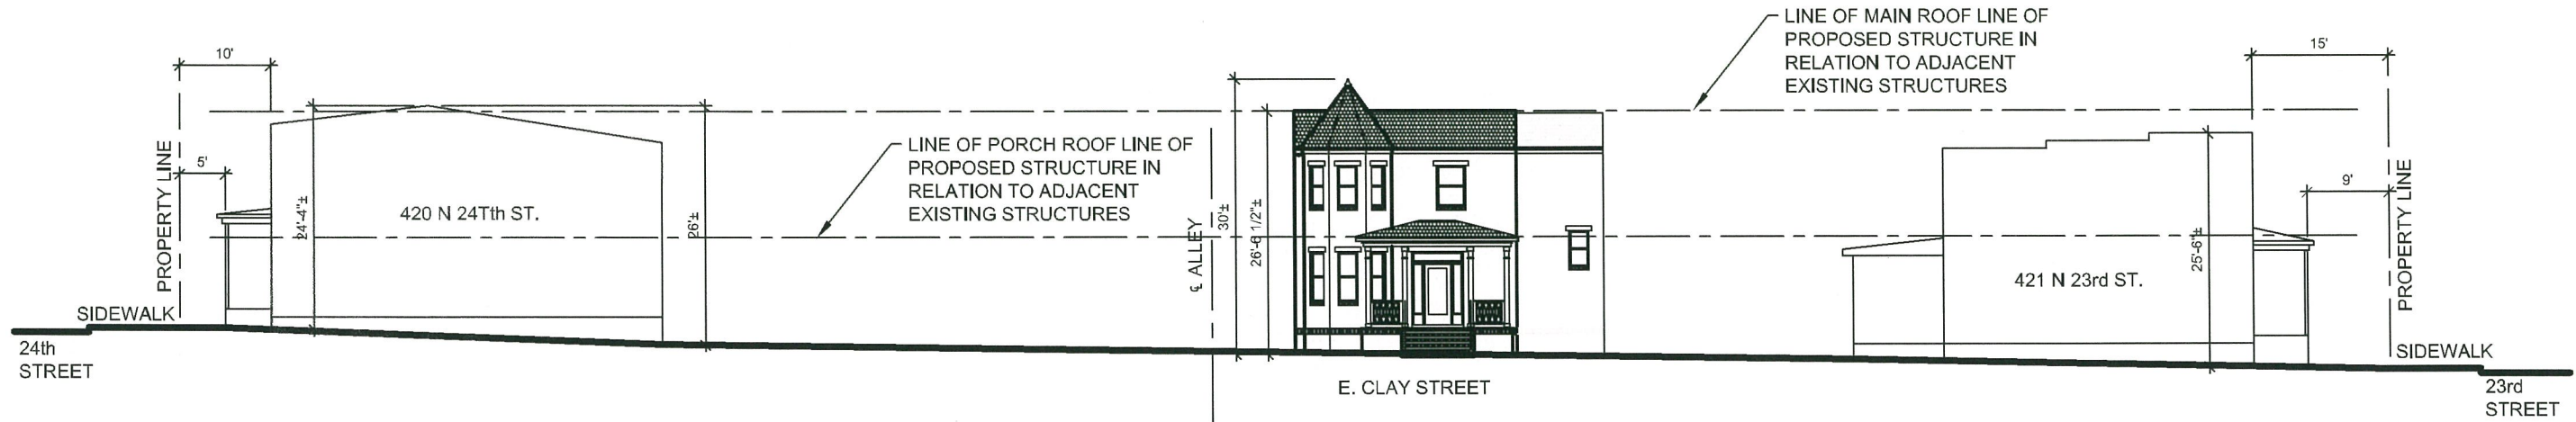 10'
PROPERTY LINE
5'
24'-4"±
420 N 24Tth ST.
26'±
SIDEWALK
24th
STREET
LINE OF PORCH ROOF LINE OF
PROPOSED STRUCTURE IN
RELATION TO ADJACENT
EXISTING STRUCTURES
℄ ALLEY
30'±
26'-6 1/2"±
E. CLAY STREET
LINE OF MAIN ROOF LINE OF
PROPOSED STRUCTURE IN
RELATION TO ADJACENT
EXISTING STRUCTURES
421 N 23rd ST.
25'-6"±
15'
9'
PROPERTY LINE
SIDEWALK
23rd
STREET